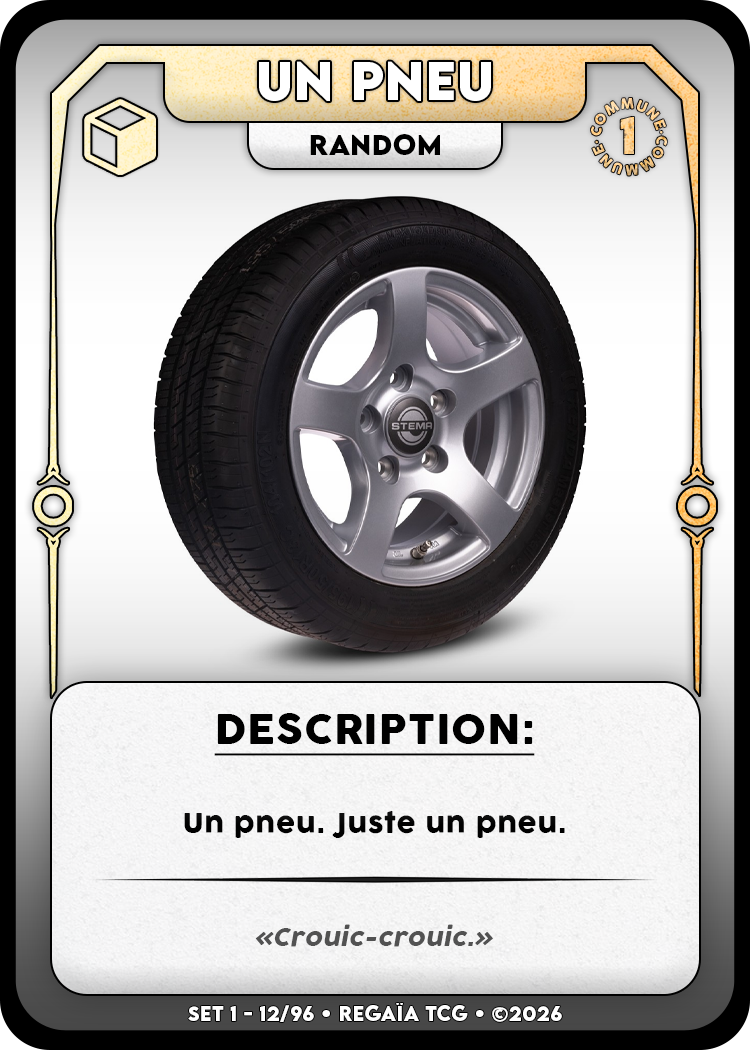 UN PNEU
RANDOM
COMMUNE·COMMUNE·
1
STEMA
DESCRIPTION:
Un pneu. Juste un pneu.
«Crouic-crouic.»
SET 1 - 12/96 • REGAÏA TCG • ©2026